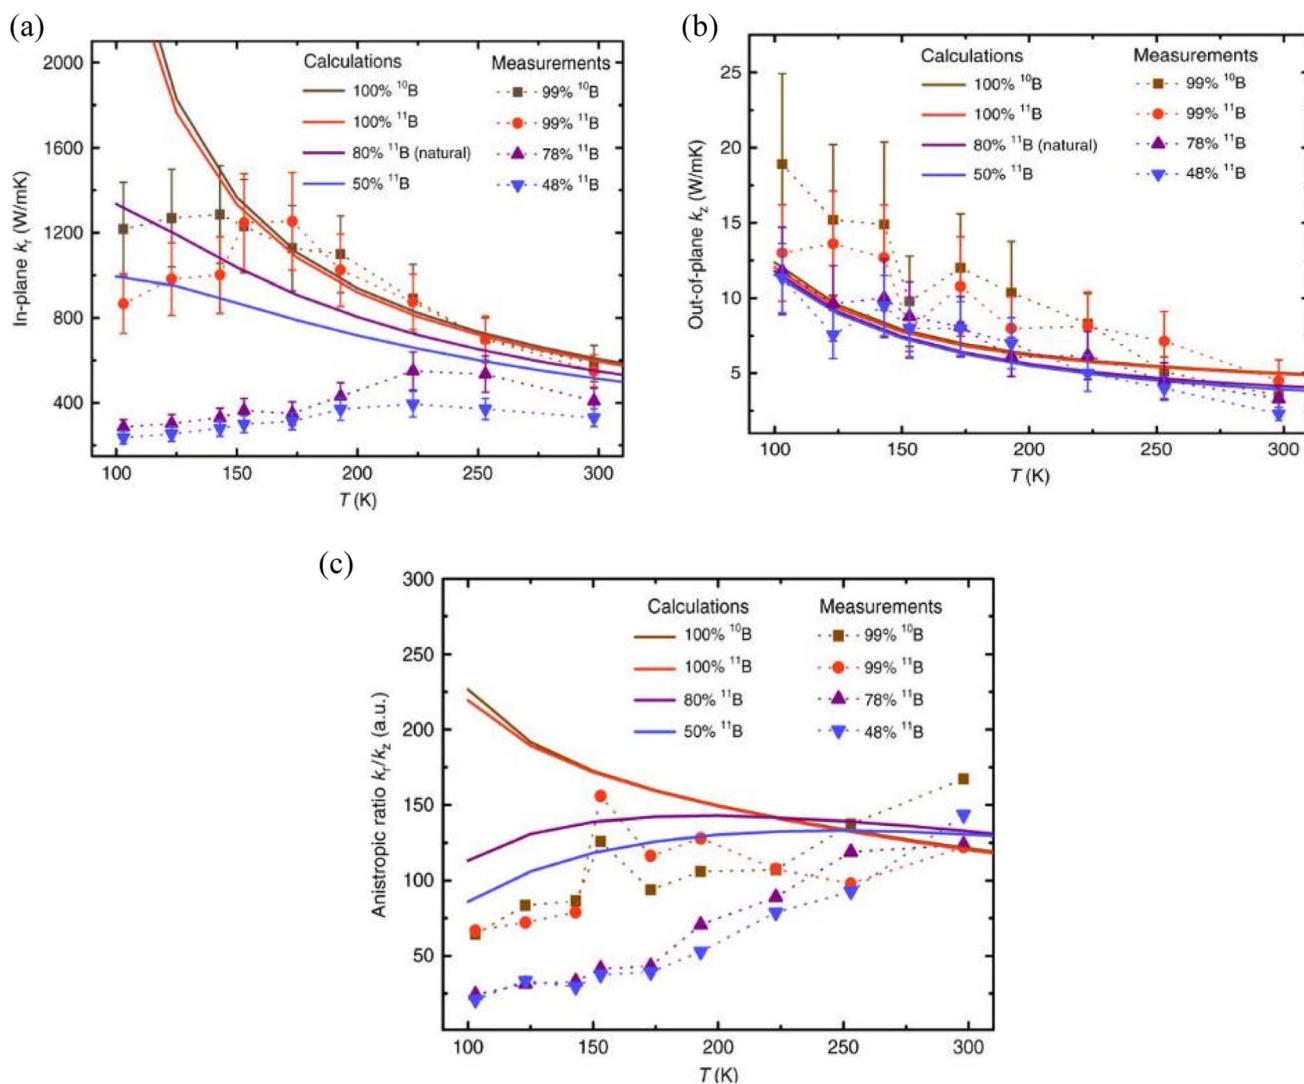 (a)
2100
1600
1200
800
400
In-plane kᵣ (W/mK)
Calculations Measurements
100% ¹⁰B 99% ¹⁰B
100% ¹¹B 99% ¹¹B
80% ¹¹B (natural) 78% ¹¹B
50% ¹¹B 48% ¹¹B
100 150 200 250 300
T (K)
(b)
25
20
15
10
5
Out-of-plane k_z (W/mK)
Calculations Measurements
100% ¹⁰B 99% ¹⁰B
100% ¹¹B 99% ¹¹B
80% ¹¹B (natural) 78% ¹¹B
50% ¹¹B 48% ¹¹B
100 150 200 250 300
T (K)
(c)
300
250
200
150
100
50
Anistropic ratio kᵣ/k_z (a.u.)
Calculations Measurements
100% ¹⁰B 99% ¹⁰B
100% ¹¹B 99% ¹¹B
80% ¹¹B 78% ¹¹B
50% ¹¹B 48% ¹¹B
100 150 200 250 300
T (K)